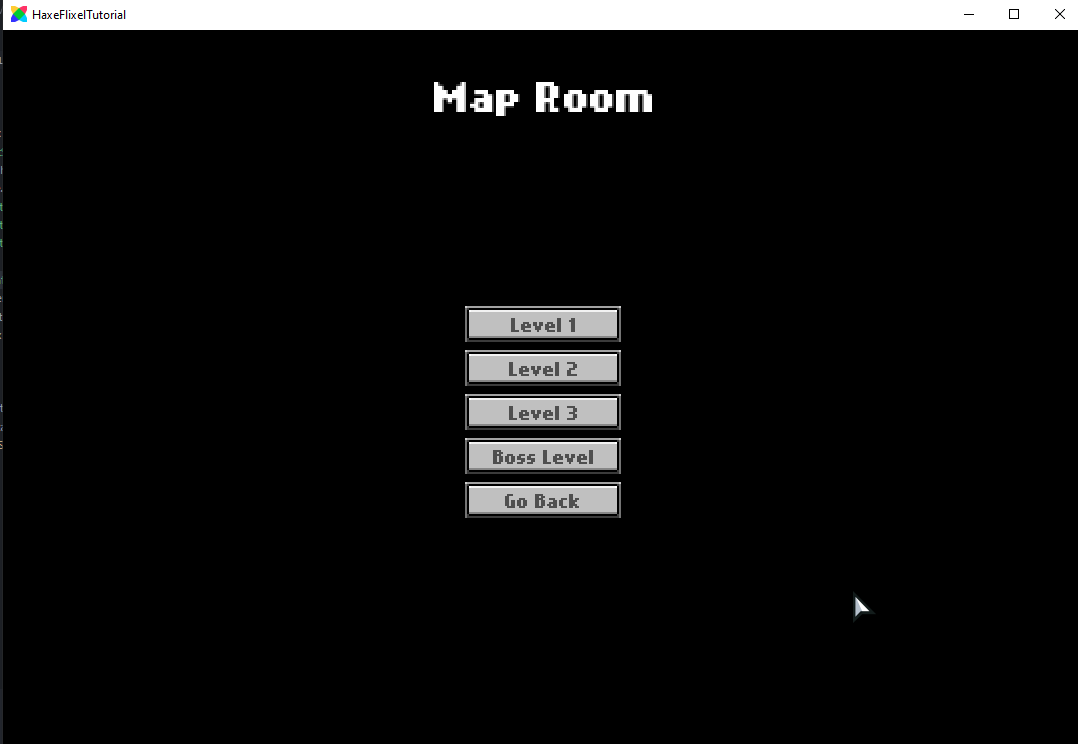 HaxeFlixelTutorial
Map Room
Level 1
Level 2
Level 3
Boss Level
Go Back